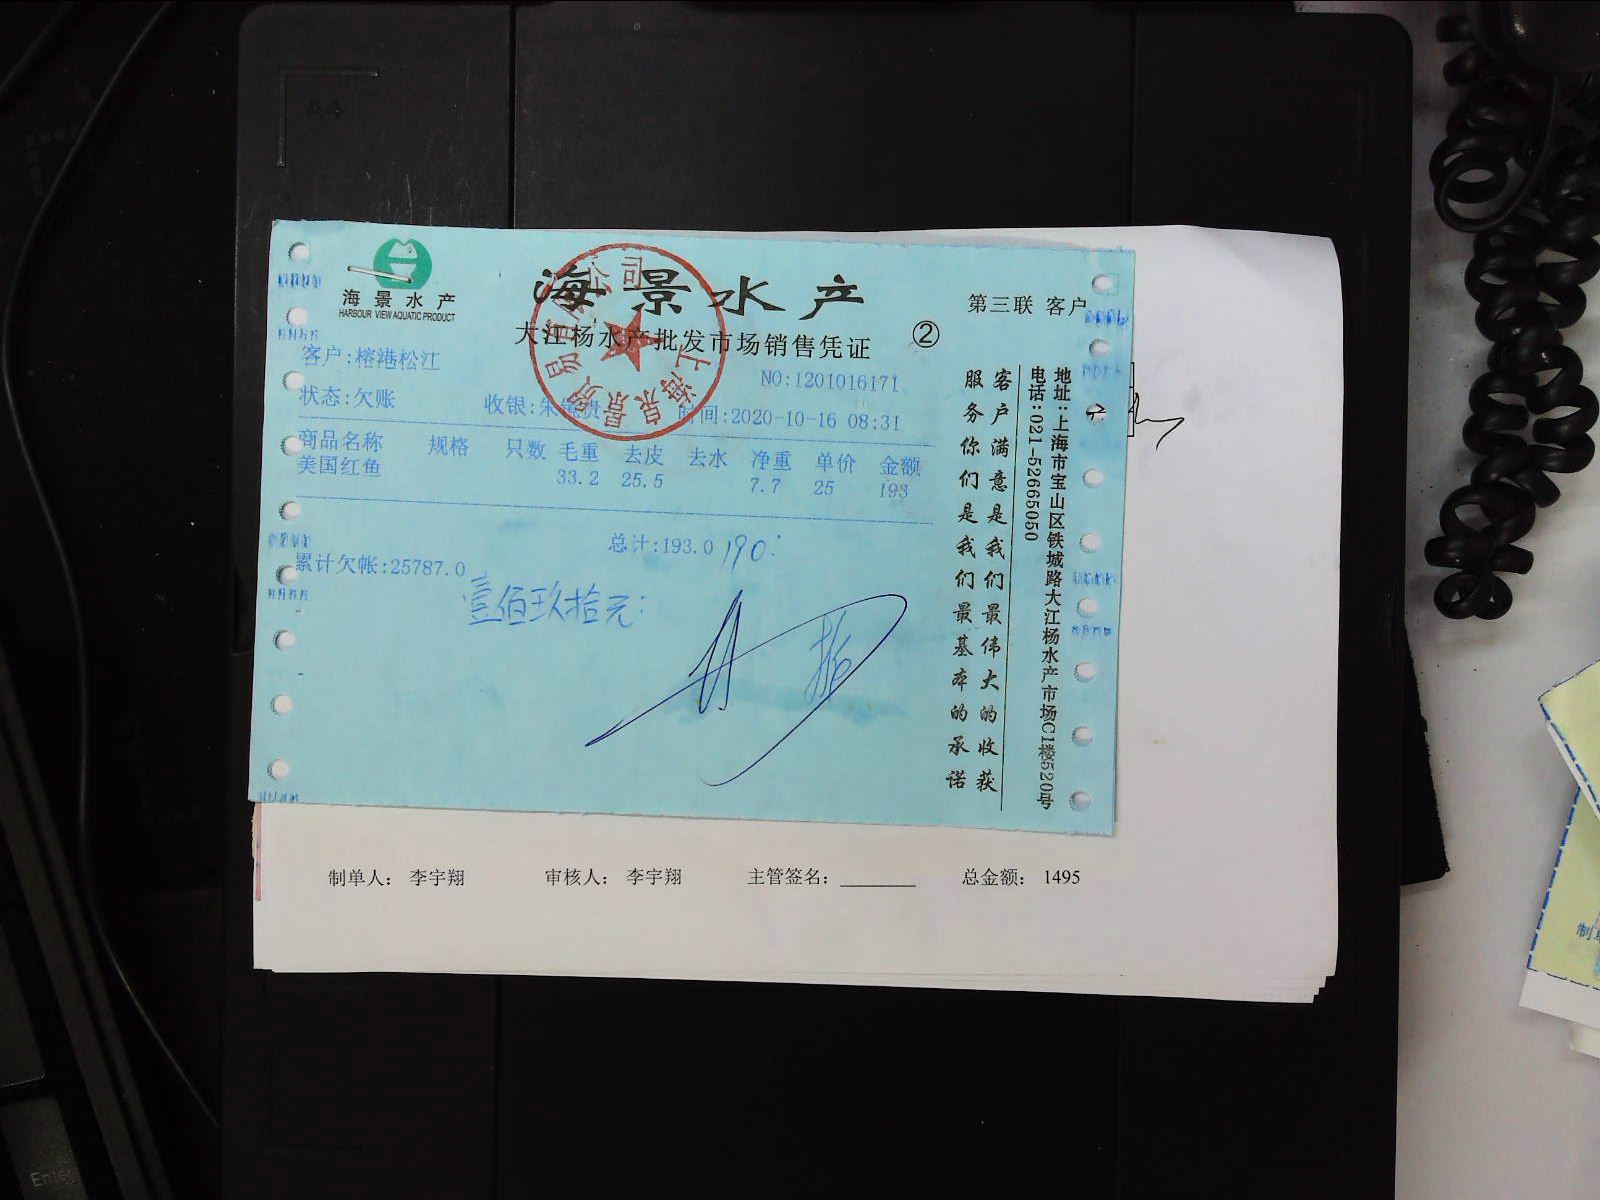 A4
海景水产
HARBOUR VIEW AQUATIC PRODUCT
海景水产
大江杨水产批发市场销售凭证 ②
第三联 客户
客户:榕港松江
NO:1201016171
状态:欠账 收银:朱 贵 时间:2020-10-16 08:31
商品名称 规格 只数 毛重 去皮 去水 净重 单价 金额
美国红鱼 33.2 25.5 7.7 25 193
总计:193.0 190:
累计欠帐:25787.0
壹佰玖拾元:
地址:上海市宝山区铁城路大江杨水产市场C1楼520号
电话:021-52665050
客户满意是我们最伟大的收获
服务你们是我们最基本的承诺
制单人: 李宇翔 审核人: 李宇翔 主管签名: 总金额: 1495